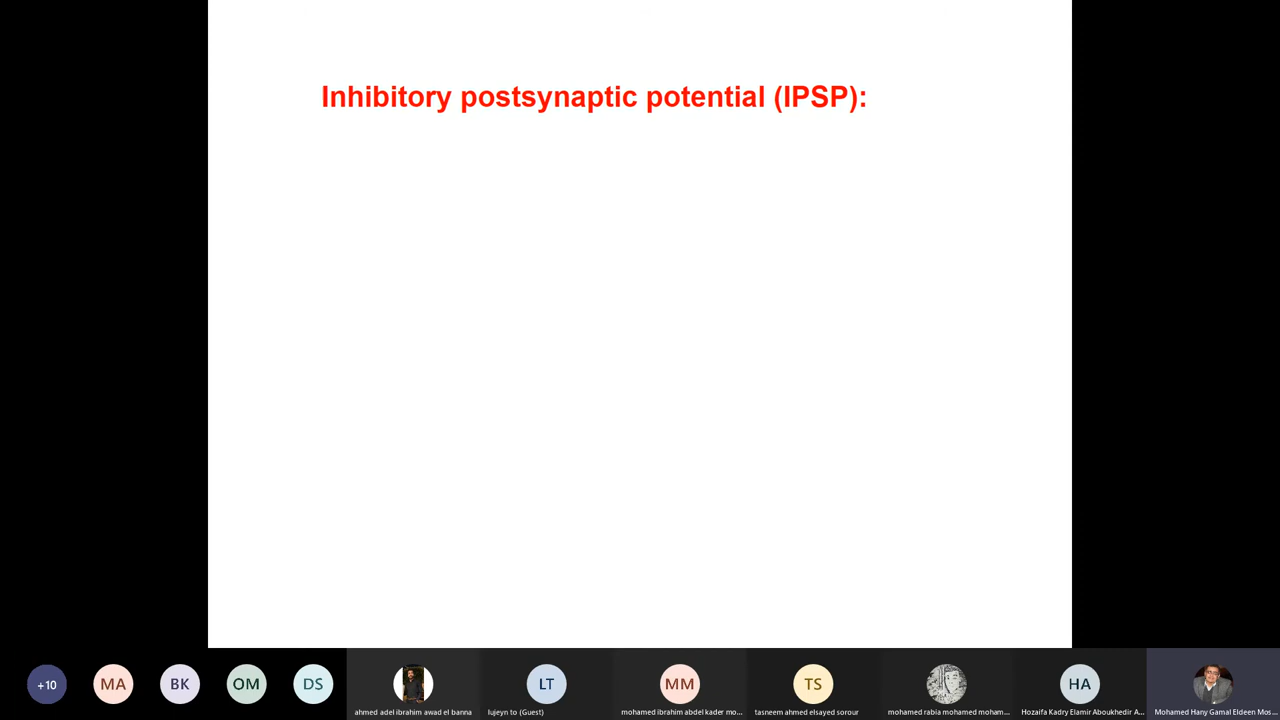 Inhibitory postsynaptic potential (IPSP):
+10
MA
BK
OM
DS
LT
MM
TS
HA
ahmed adel ibrahim awad el banna
lujeyn to (Guest)
mohamed ibrahim abdel kader mo...
tasneem ahmed elsayed sorour
mohamed rabia mohamed moham...
Hozaifa Kadry Elamir Aboukhedir A...
Mohamed Hany Gamal Eldeen Mos...